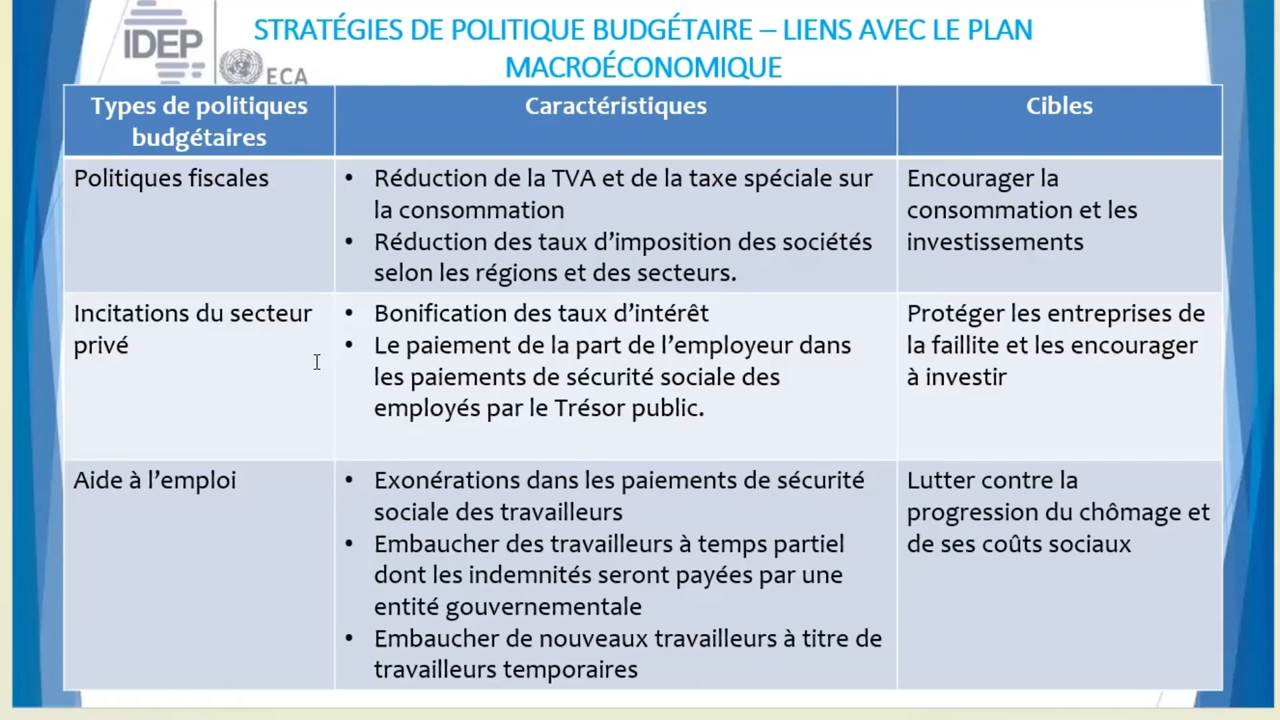 IDEP
ECA
STRATÉGIES DE POLITIQUE BUDGÉTAIRE – LIENS AVEC LE PLAN
MACROÉCONOMIQUE
Types de politiques
budgétaires
Caractéristiques
Cibles
Politiques fiscales
• Réduction de la TVA et de la taxe spéciale sur
la consommation
• Réduction des taux d’imposition des sociétés
selon les régions et des secteurs.
Encourager la
consommation et les
investissements
Incitations du secteur
privé
• Bonification des taux d’intérêt
• Le paiement de la part de l’employeur dans
les paiements de sécurité sociale des
employés par le Trésor public.
Protéger les entreprises de
la faillite et les encourager
à investir
Aide à l’emploi
• Exonérations dans les paiements de sécurité
sociale des travailleurs
• Embaucher des travailleurs à temps partiel
dont les indemnités seront payées par une
entité gouvernementale
• Embaucher de nouveaux travailleurs à titre de
travailleurs temporaires
Lutter contre la
progression du chômage et
de ses coûts sociaux